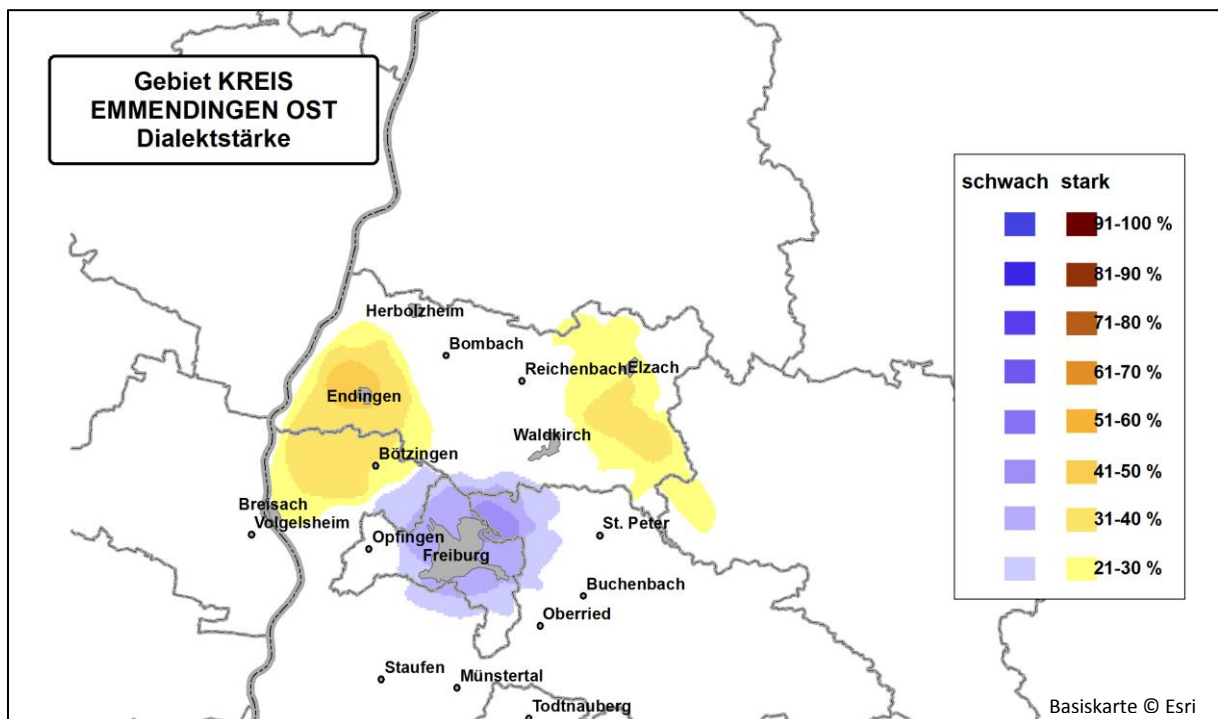 Gebiet KREIS
EMMENDINGEN OST
Dialektstärke
schwach stark
91-100 %
81-90 %
71-80 %
61-70 %
51-60 %
41-50 %
31-40 %
21-30 %
Herbolzheim
Bombach
Reichenbach
Elzach
Endingen
Waldkirch
Bötzingen
Breisach
Volgelsheim
Opfingen
Freiburg
St. Peter
Buchenbach
Oberried
Staufen
Münstertal
Todtnauberg
Basiskarte © Esri